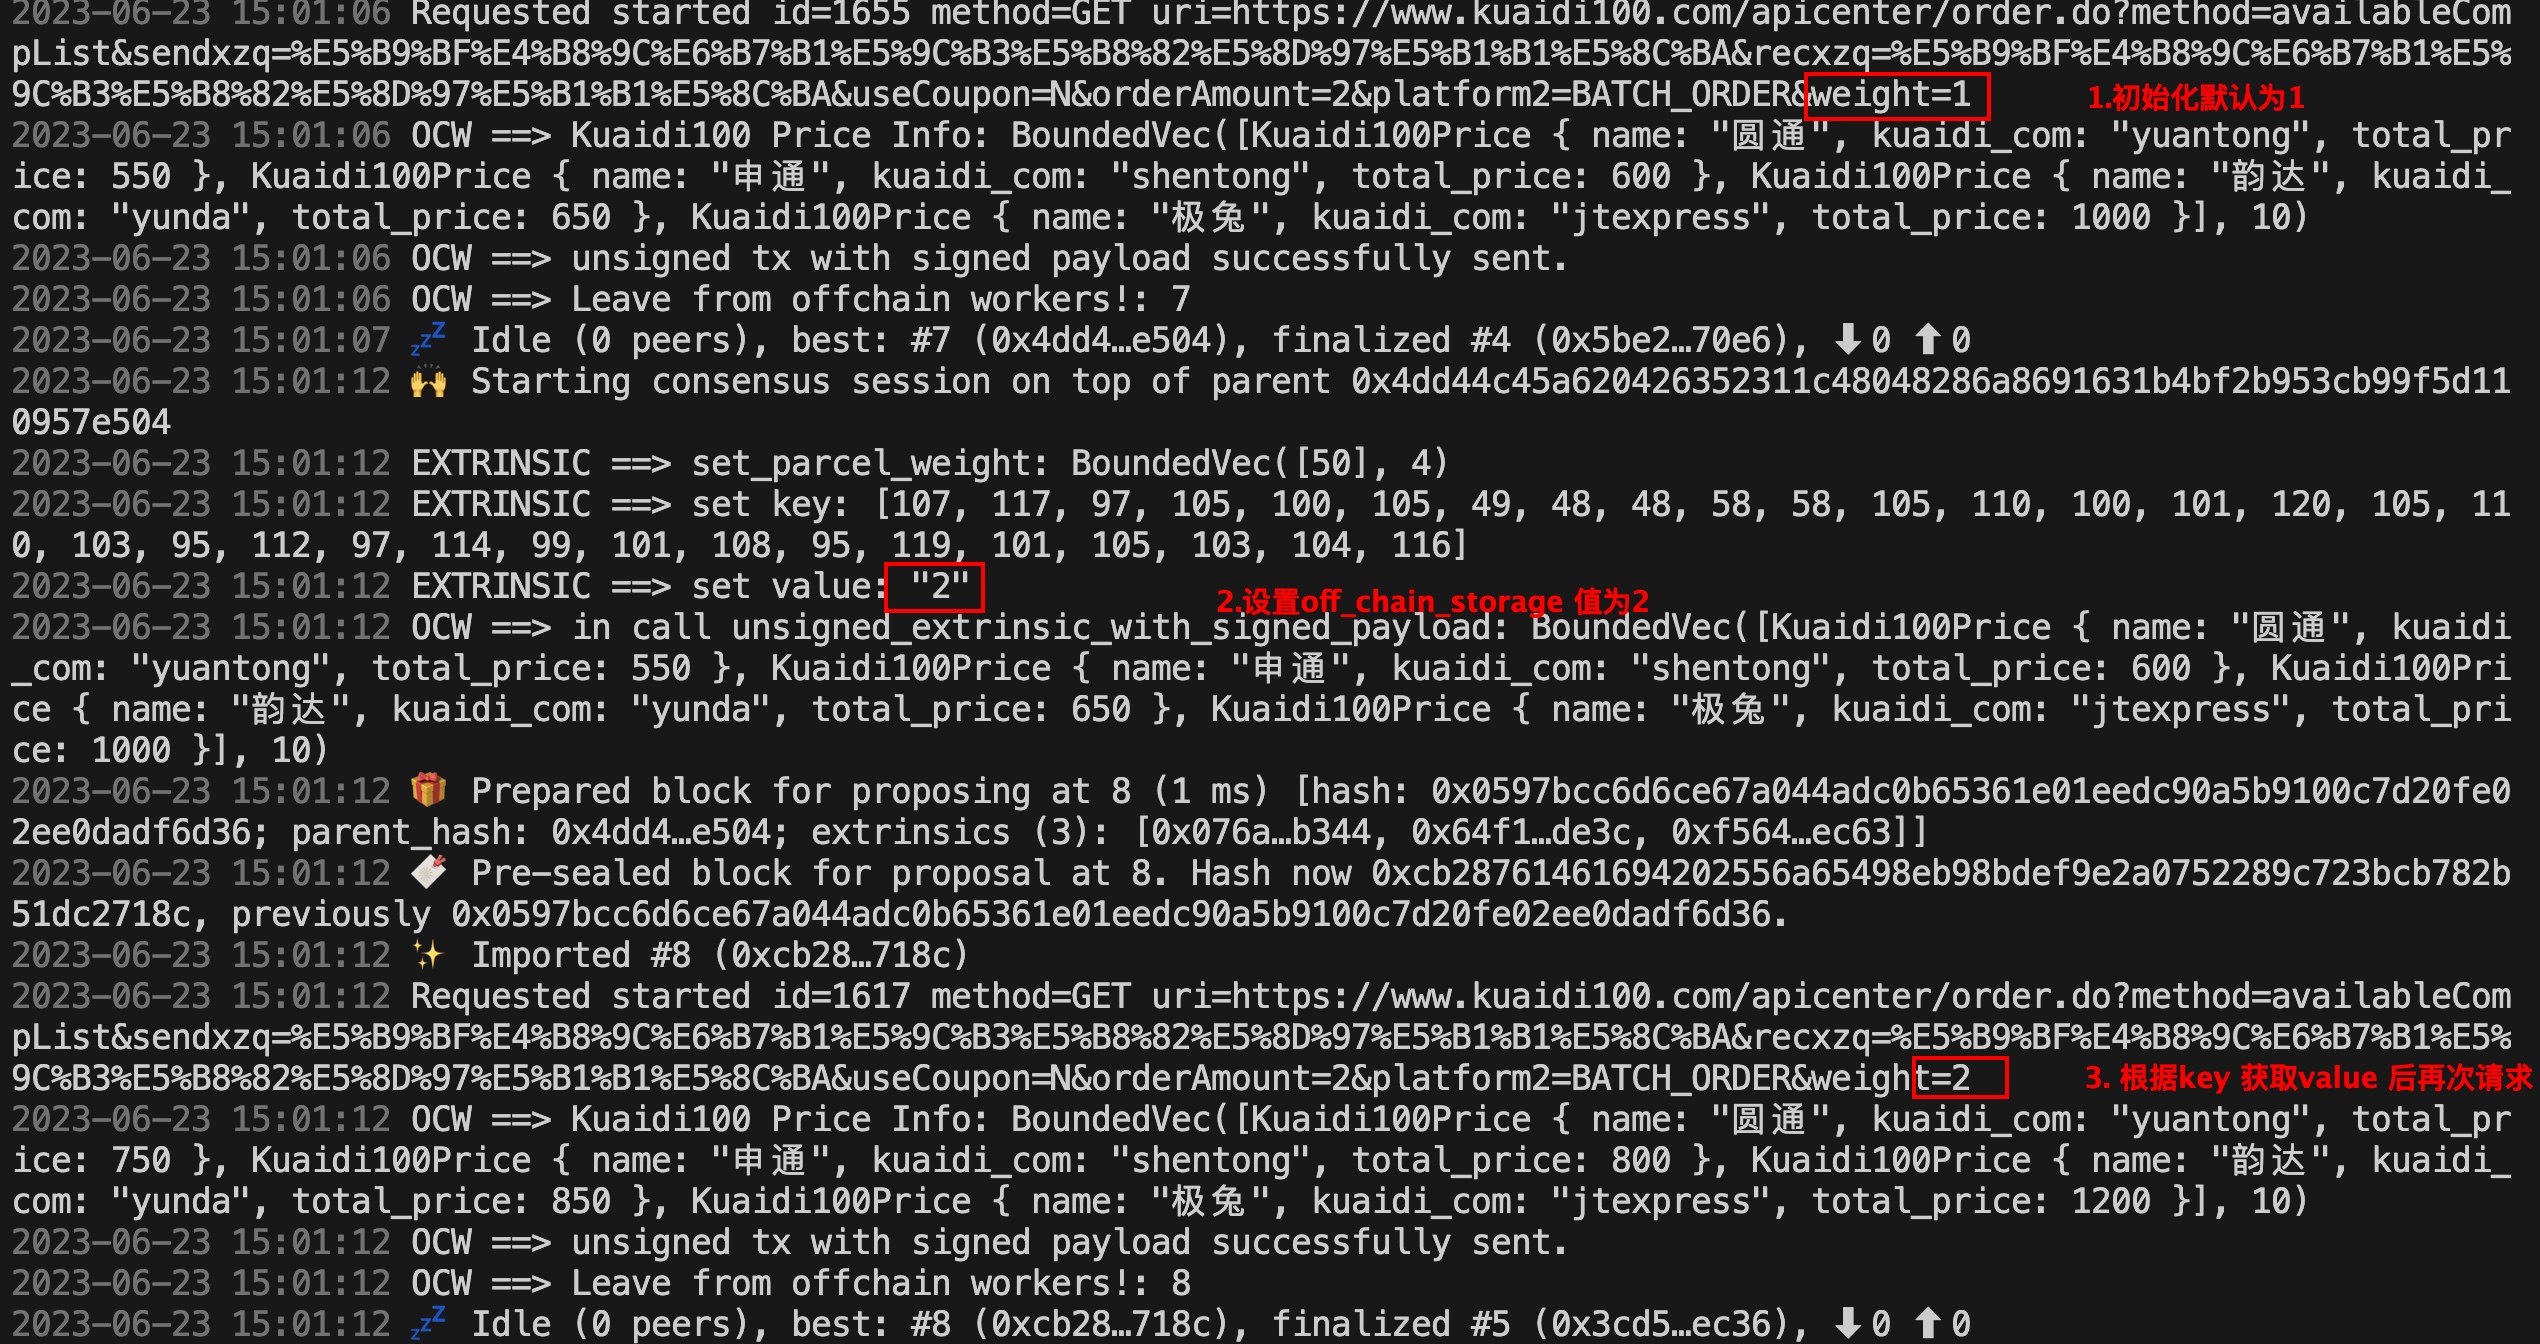 2023-06-23 15:01:06 Requested started id=1655 method=GET uri=https://www.kuaidi100.com/apicenter/order.do?method=availableCom
pList&sendxzq=%E5%B9%BF%E4%B8%9C%E6%B7%B1%E5%9C%B3%E5%B8%82%E5%8D%97%E5%B1%B1%E5%8C%BA&recxzq=%E5%B9%BF%E4%B8%9C%E6%B7%B1%E5%
9C%B3%E5%B8%82%E5%8D%97%E5%B1%B1%E5%8C%BA&useCoupon=N&orderAmount=2&platform2=BATCH_ORDER&weight=1 1.初始化默认为1
2023-06-23 15:01:06 OCW ==> Kuaidi100 Price Info: BoundedVec([Kuaidi100Price { name: "圆通", kuaidi_com: "yuantong", total_pr
ice: 550 }, Kuaidi100Price { name: "申通", kuaidi_com: "shentong", total_price: 600 }, Kuaidi100Price { name: "韵达", kuaidi_
com: "yunda", total_price: 650 }, Kuaidi100Price { name: "极兔", kuaidi_com: "jtexpress", total_price: 1000 }], 10)
2023-06-23 15:01:06 OCW ==> unsigned tx with signed payload successfully sent.
2023-06-23 15:01:06 OCW ==> Leave from offchain workers!: 7
2023-06-23 15:01:07 💤 Idle (0 peers), best: #7 (0x4dd4…e504), finalized #4 (0x5be2…70e6), ⬇ 0 ⬆ 0
2023-06-23 15:01:12 🙌 Starting consensus session on top of parent 0x4dd44c45a620426352311c48048286a8691631b4bf2b953cb99f5d11
0957e504
2023-06-23 15:01:12 EXTRINSIC ==> set_parcel_weight: BoundedVec([50], 4)
2023-06-23 15:01:12 EXTRINSIC ==> set key: [107, 117, 97, 105, 100, 105, 49, 48, 48, 58, 58, 105, 110, 100, 101, 120, 105, 11
0, 103, 95, 112, 97, 114, 99, 101, 108, 95, 119, 101, 105, 103, 104, 116]
2023-06-23 15:01:12 EXTRINSIC ==> set value: "2" 2.设置off_chain_storage 值为2
2023-06-23 15:01:12 OCW ==> in call unsigned_extrinsic_with_signed_payload: BoundedVec([Kuaidi100Price { name: "圆通", kuaidi
_com: "yuantong", total_price: 550 }, Kuaidi100Price { name: "申通", kuaidi_com: "shentong", total_price: 600 }, Kuaidi100Pri
ce { name: "韵达", kuaidi_com: "yunda", total_price: 650 }, Kuaidi100Price { name: "极兔", kuaidi_com: "jtexpress", total_pri
ce: 1000 }], 10)
2023-06-23 15:01:12 🎁 Prepared block for proposing at 8 (1 ms) [hash: 0x0597bcc6d6ce67a044adc0b65361e01eedc90a5b9100c7d20fe0
2ee0dadf6d36; parent_hash: 0x4dd4…e504; extrinsics (3): [0x076a…b344, 0x64f1…de3c, 0xf564…ec63]]
2023-06-23 15:01:12 🔖 Pre-sealed block for proposal at 8. Hash now 0xcb28761461694202556a65498eb98bdef9e2a0752289c723bcb782b
51dc2718c, previously 0x0597bcc6d6ce67a044adc0b65361e01eedc90a5b9100c7d20fe02ee0dadf6d36.
2023-06-23 15:01:12 ✨ Imported #8 (0xcb28…718c)
2023-06-23 15:01:12 Requested started id=1617 method=GET uri=https://www.kuaidi100.com/apicenter/order.do?method=availableCom
pList&sendxzq=%E5%B9%BF%E4%B8%9C%E6%B7%B1%E5%9C%B3%E5%B8%82%E5%8D%97%E5%B1%B1%E5%8C%BA&recxzq=%E5%B9%BF%E4%B8%9C%E6%B7%B1%E5%
9C%B3%E5%B8%82%E5%8D%97%E5%B1%B1%E5%8C%BA&useCoupon=N&orderAmount=2&platform2=BATCH_ORDER&weight=2 3. 根据key 获取value 后再次请求
2023-06-23 15:01:12 OCW ==> Kuaidi100 Price Info: BoundedVec([Kuaidi100Price { name: "圆通", kuaidi_com: "yuantong", total_pr
ice: 750 }, Kuaidi100Price { name: "申通", kuaidi_com: "shentong", total_price: 800 }, Kuaidi100Price { name: "韵达", kuaidi_
com: "yunda", total_price: 850 }, Kuaidi100Price { name: "极兔", kuaidi_com: "jtexpress", total_price: 1200 }], 10)
2023-06-23 15:01:12 OCW ==> unsigned tx with signed payload successfully sent.
2023-06-23 15:01:12 OCW ==> Leave from offchain workers!: 8
2023-06-23 15:01:12 💤 Idle (0 peers), best: #8 (0xcb28…718c), finalized #5 (0x3cd5…ec36), ⬇ 0 ⬆ 0